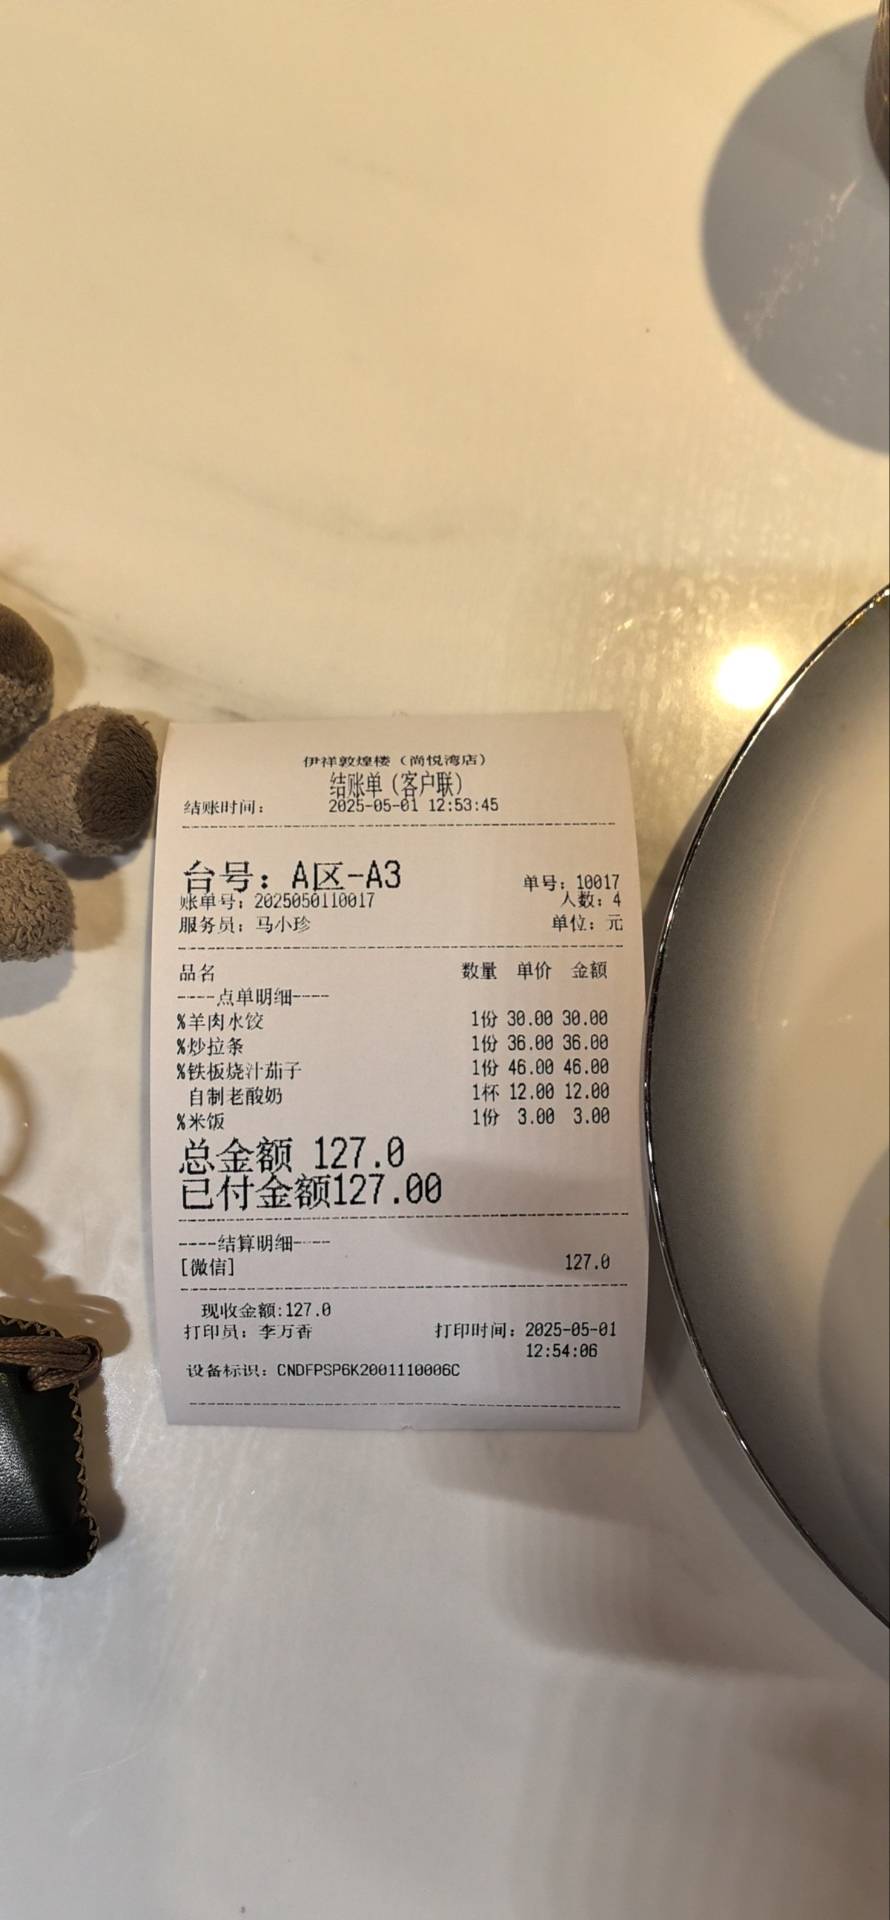 伊祥敦煌楼（尚悦湾店）
结账单（客户联）
结账时间： 2025-05-01 12:53:45
台号：A区-A3 单号：10017
账单号：2025050110017 人数：4
服务员：马小珍 单位：元
品名 数量 单价 金额
----点单明细----
%羊肉水饺 1份 30.00 30.00
%炒拉条 1份 36.00 36.00
%铁板烧汁茄子 1份 46.00 46.00
自制老酸奶 1杯 12.00 12.00
%米饭 1份 3.00 3.00
总金额 127.0
已付金额127.00
----结算明细----
[微信] 127.0
现收金额:127.0
打印员：李万香 打印时间：2025-05-01
12:54:06
设备标识：CNDFPSP6K2001110006C